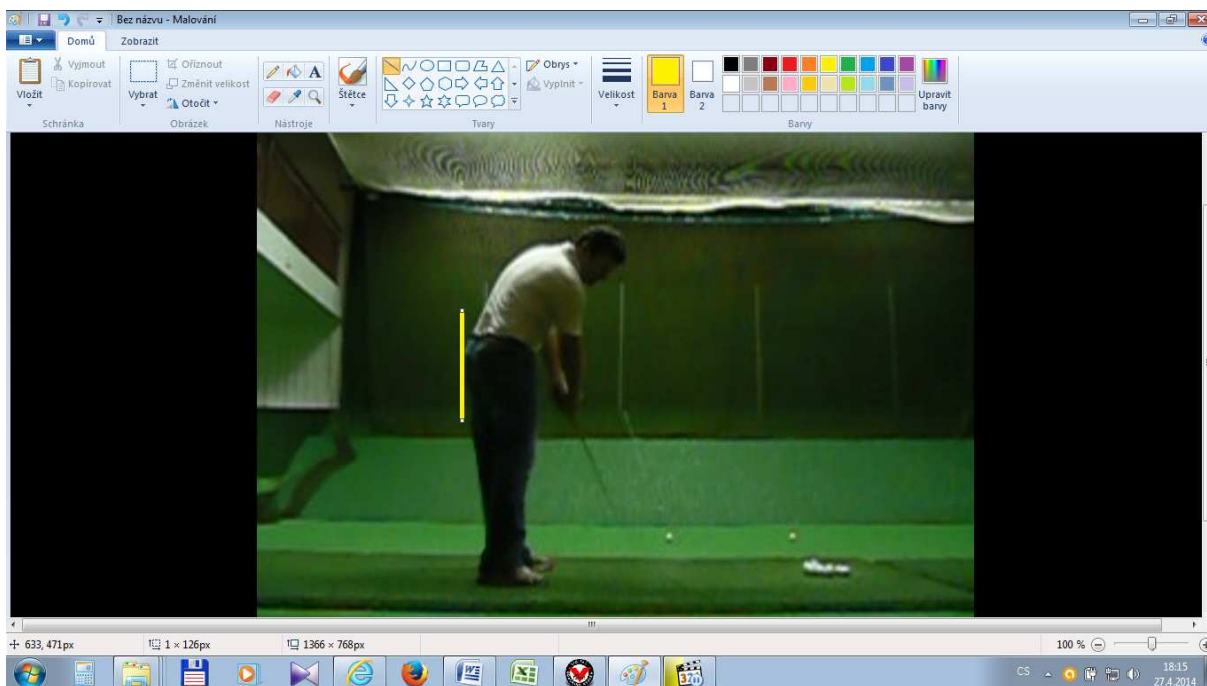 Bez názvu - Malování
Domů Zobrazit
Vložit
Vyjmout
Kopírovat
Schránka
Vybrat
Oříznout
Změnit velikost
Otočit
Obrázek
A
Nástroje
Štětce
Obrys
Vyplnit
Tvary
Velikost
Barva
1
Barva
2
Upravit
barvy
Barvy
633, 471px 1 × 126px 1366 × 768px 100 %
CS 18:15
27.4.2014